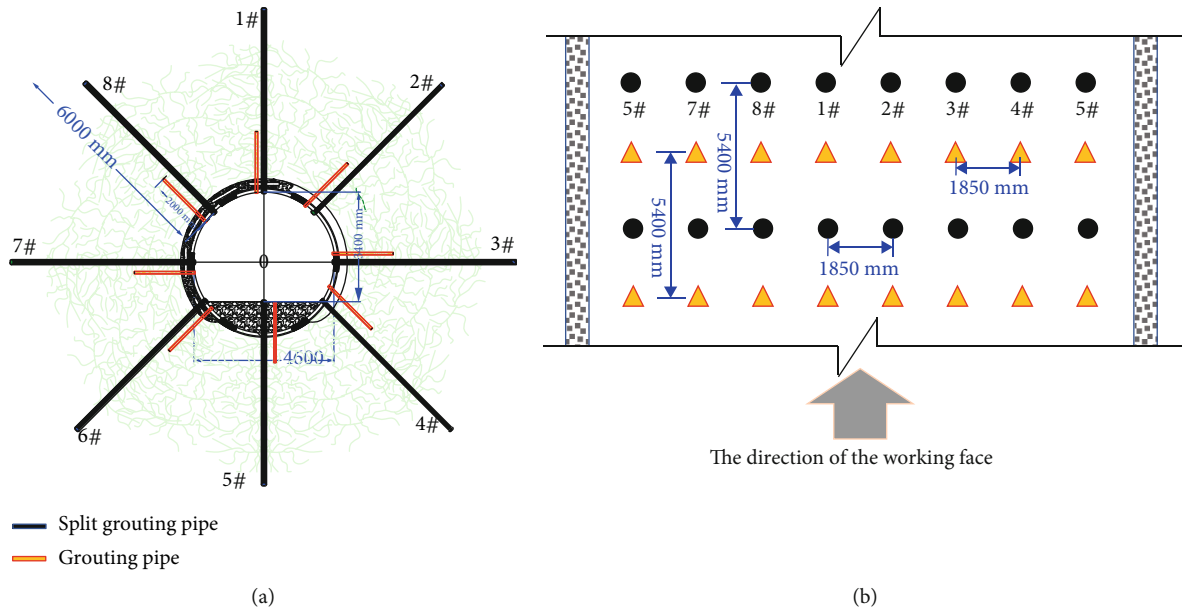 1#
2#
8#
6000 mm
2000 mm
3400 mm
7#
3#
0
4600
6#
4#
5#
Split grouting pipe
Grouting pipe
(a)
5# 7# 8# 1# 2# 3# 4# 5#
5400 mm
1850 mm
5400 mm
1850 mm
The direction of the working face
(b)